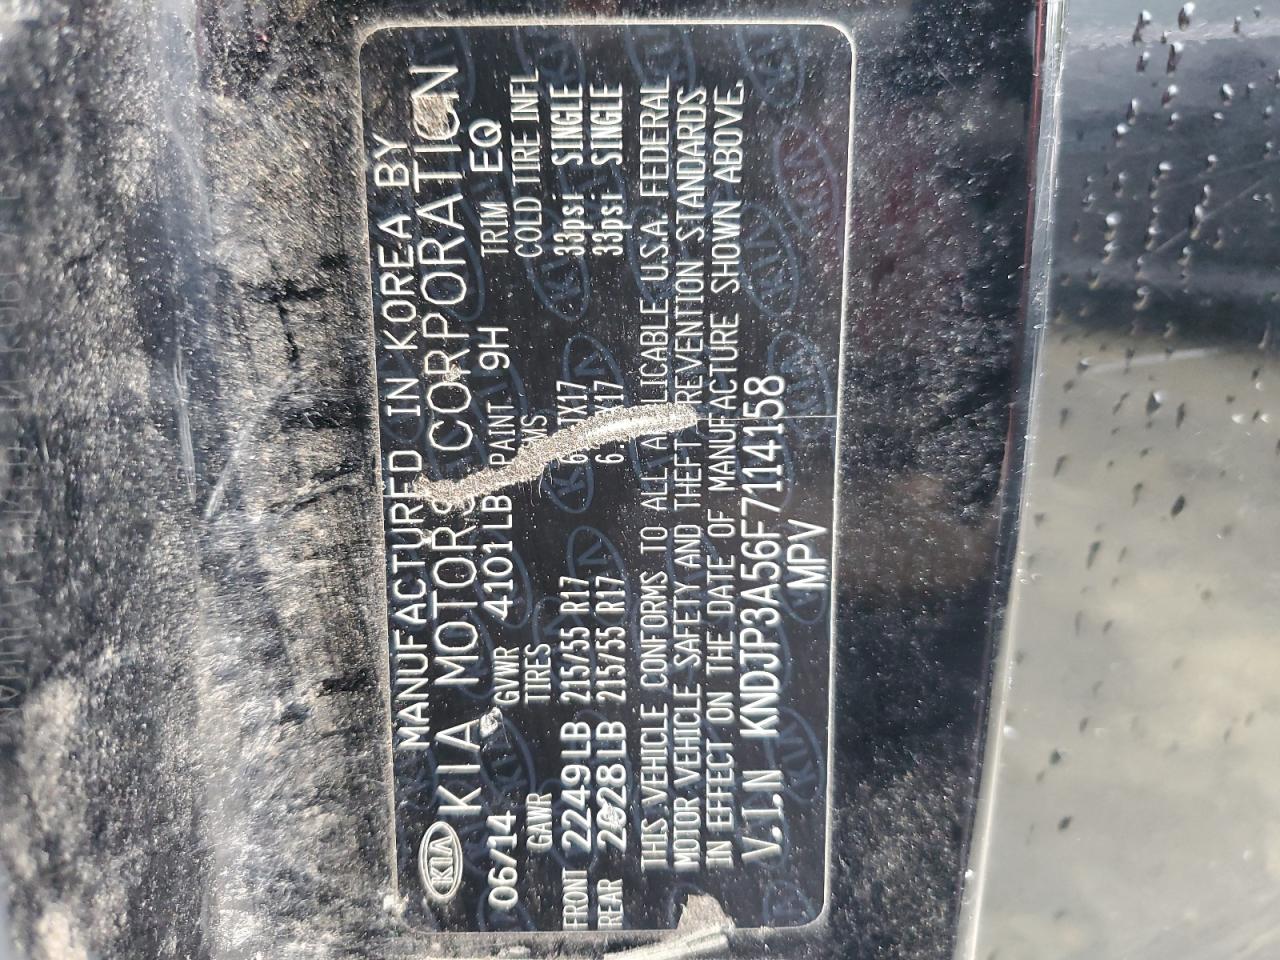 MANUFACTURED IN KOREA BY
KIA KIA MOTORS CORPORATION
06/14 GVWR 4101LB PAINT 9H TRIM EQ
GAWR TIRES COLD TIRE INFL
FRONT 2249LB 215/55 R17 33psi SINGLE
REAR 215/55 R17 33psi SINGLE
THIS VEHICLE CONFORMS TO ALL U.S.A. FEDERAL
MOTOR VEHICLE SAFETY AND THEFT PREVENTION STANDARDS
IN EFFECT ON THE DATE OF MANUFACTURE SHOWN ABOVE.
V.I.N KNDJP3A56F7114158
MPV